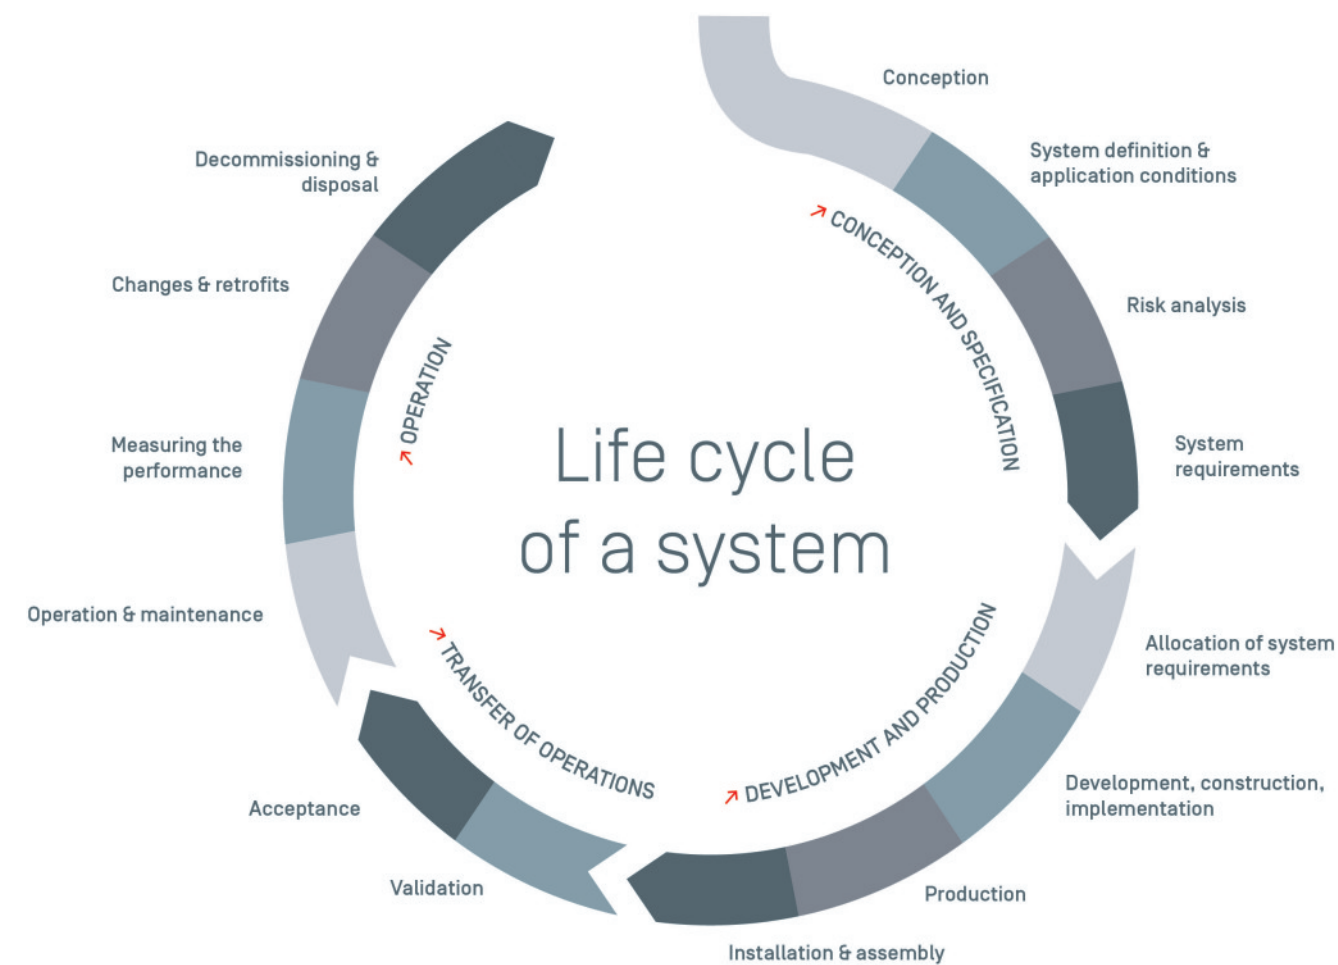 Conception
System definition &
application conditions
Risk analysis
System
requirements
Allocation of system
requirements
Development, construction,
implementation
Production
Installation & assembly
Validation
Acceptance
Operation & maintenance
Measuring the
performance
Changes & retrofits
Decommissioning &
disposal
CONCEPTION AND SPECIFICATION
DEVELOPMENT AND PRODUCTION
TRANSFER OF OPERATIONS
OPERATION
Life cycle
of a system